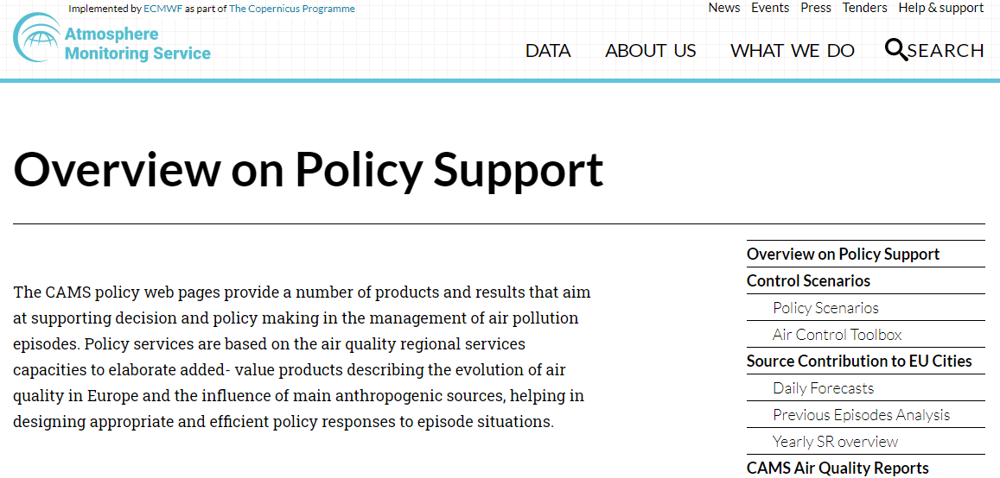 Implemented by ECMWF as part of The Copernicus Programme
News Events Press Tenders Help & support
Atmosphere
Monitoring Service
DATA ABOUT US WHAT WE DO SEARCH
Overview on Policy Support
The CAMS policy web pages provide a number of products and results that aim
at supporting decision and policy making in the management of air pollution
episodes. Policy services are based on the air quality regional services
capacities to elaborate added- value products describing the evolution of air
quality in Europe and the influence of main anthropogenic sources, helping in
designing appropriate and efficient policy responses to episode situations.
Overview on Policy Support
Control Scenarios
Policy Scenarios
Air Control Toolbox
Source Contribution to EU Cities
Daily Forecasts
Previous Episodes Analysis
Yearly SR overview
CAMS Air Quality Reports